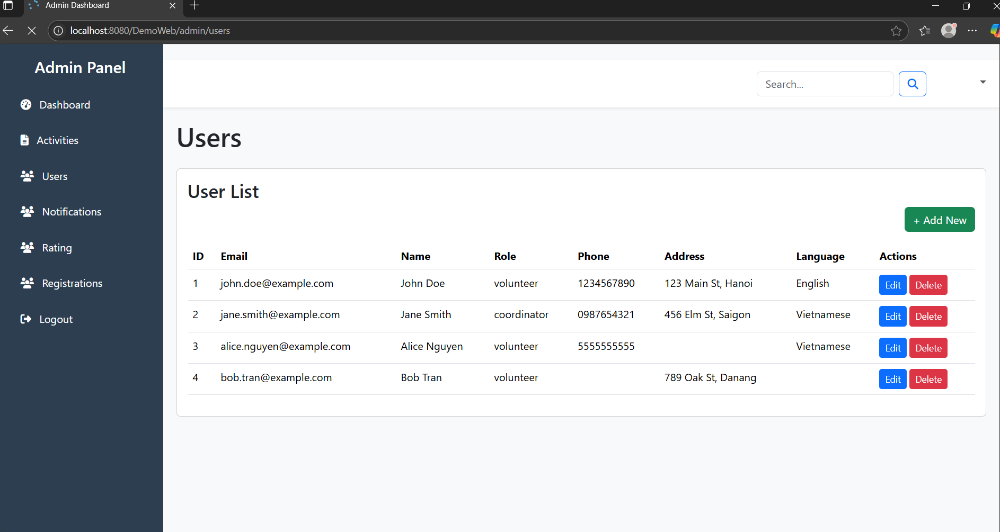 Admin Dashboard
localhost:8080/DemoWeb/admin/users
Admin Panel
Dashboard
Activities
Users
Notifications
Rating
Registrations
Logout
Search...
Users
User List
+ Add New
ID Email Name Role Phone Address Language Actions
1 john.doe@example.com John Doe volunteer 1234567890 123 Main St, Hanoi English Edit Delete
2 jane.smith@example.com Jane Smith coordinator 0987654321 456 Elm St, Saigon Vietnamese Edit Delete
3 alice.nguyen@example.com Alice Nguyen volunteer 5555555555 Vietnamese Edit Delete
4 bob.tran@example.com Bob Tran volunteer 789 Oak St, Danang Edit Delete